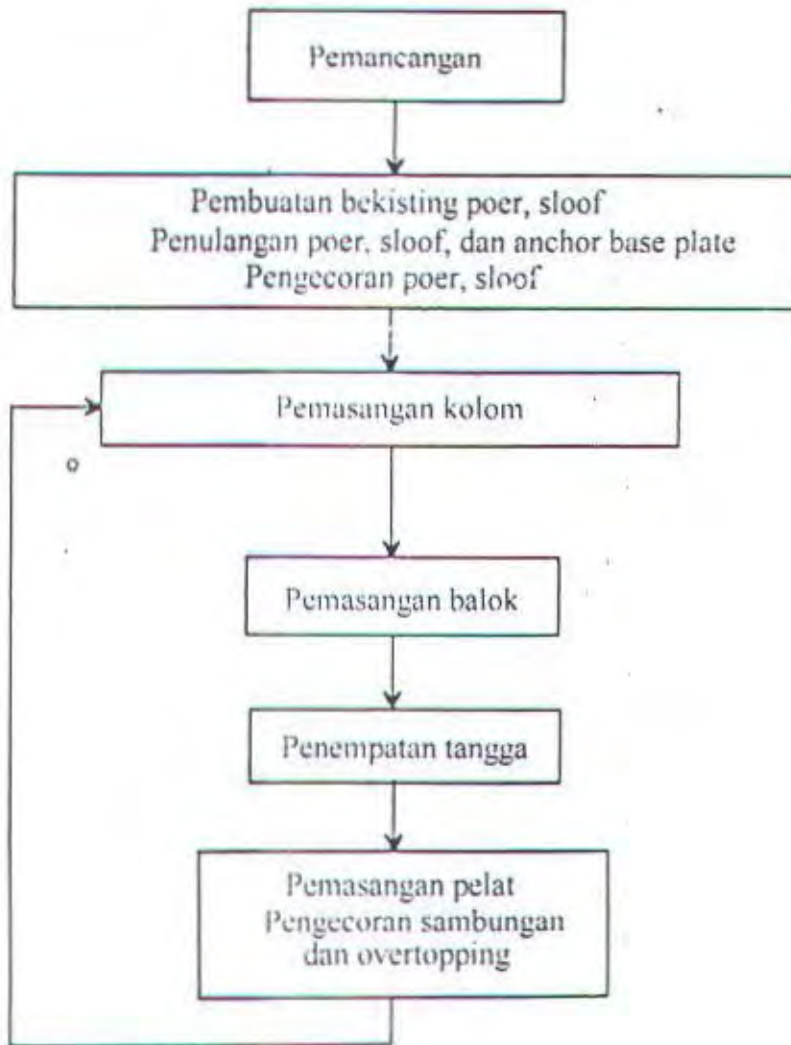 Pemancangan
Pembuatan bekisting poer, sloof
Penulangan poer, sloof, dan anchor base plate
Pengecoran poer, sloof
Pemasangan kolom
Pemasangan balok
Penempatan tangga
Pemasangan pelat
Pengecoran sambungan
dan overtopping